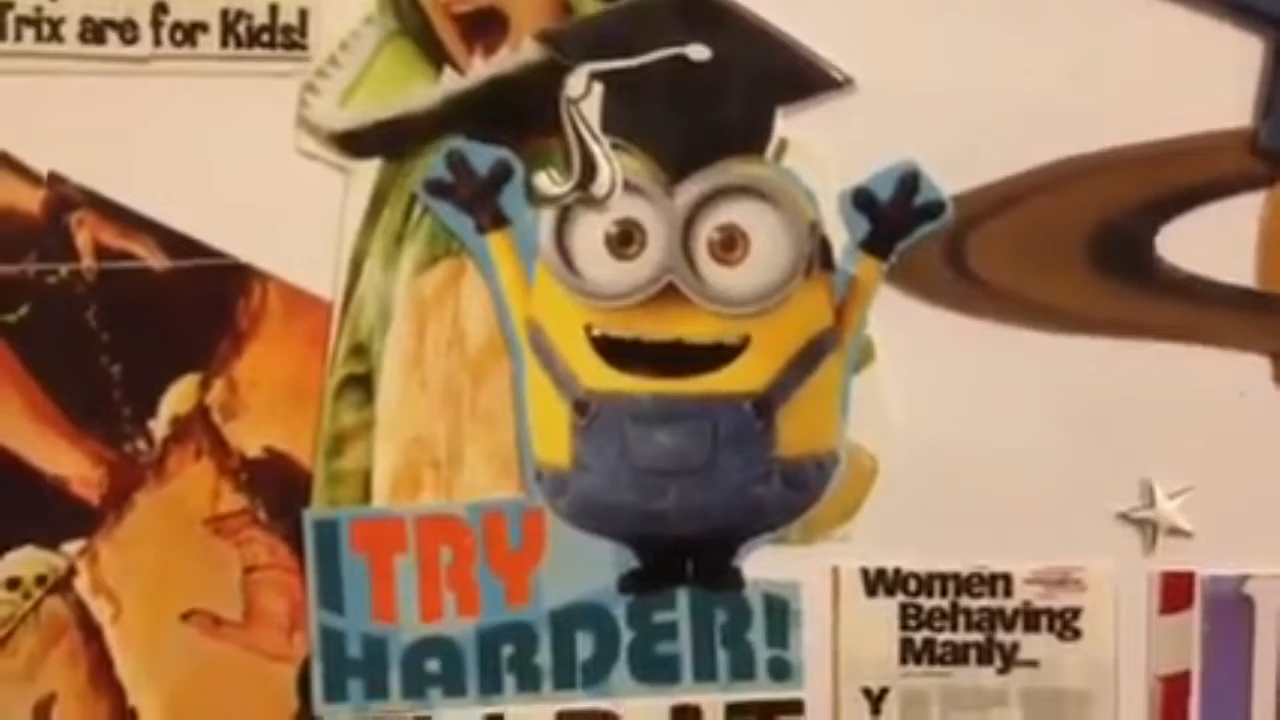 Trix are for Kids!
I TRY
HARDER!
Women
Behaving
Manly...
Y